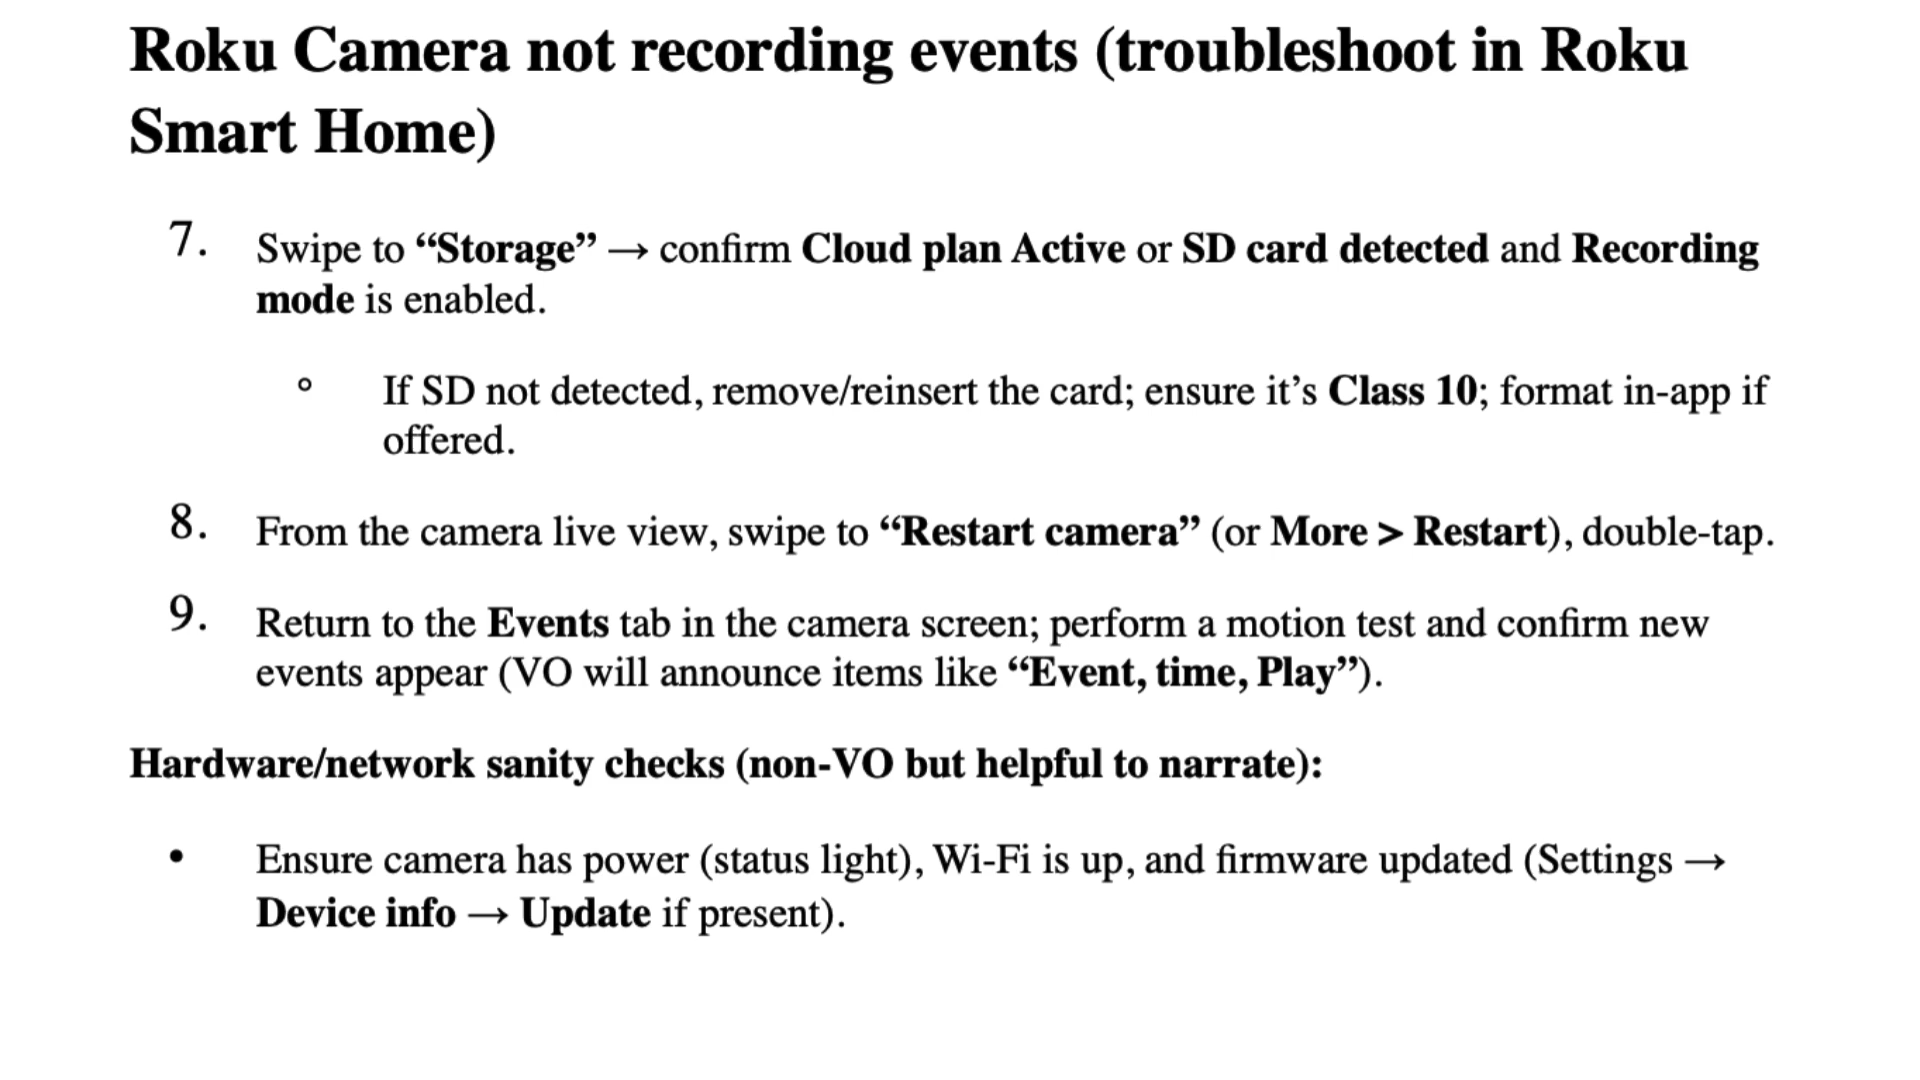 Roku Camera not recording events (troubleshoot in Roku
Smart Home)
7. Swipe to “Storage” → confirm Cloud plan Active or SD card detected and Recording
mode is enabled.
○ If SD not detected, remove/reinsert the card; ensure it’s Class 10; format in-app if
offered.
8. From the camera live view, swipe to “Restart camera” (or More > Restart), double-tap.
9. Return to the Events tab in the camera screen; perform a motion test and confirm new
events appear (VO will announce items like “Event, time, Play”).
Hardware/network sanity checks (non-VO but helpful to narrate):
• Ensure camera has power (status light), Wi-Fi is up, and firmware updated (Settings →
Device info → Update if present).